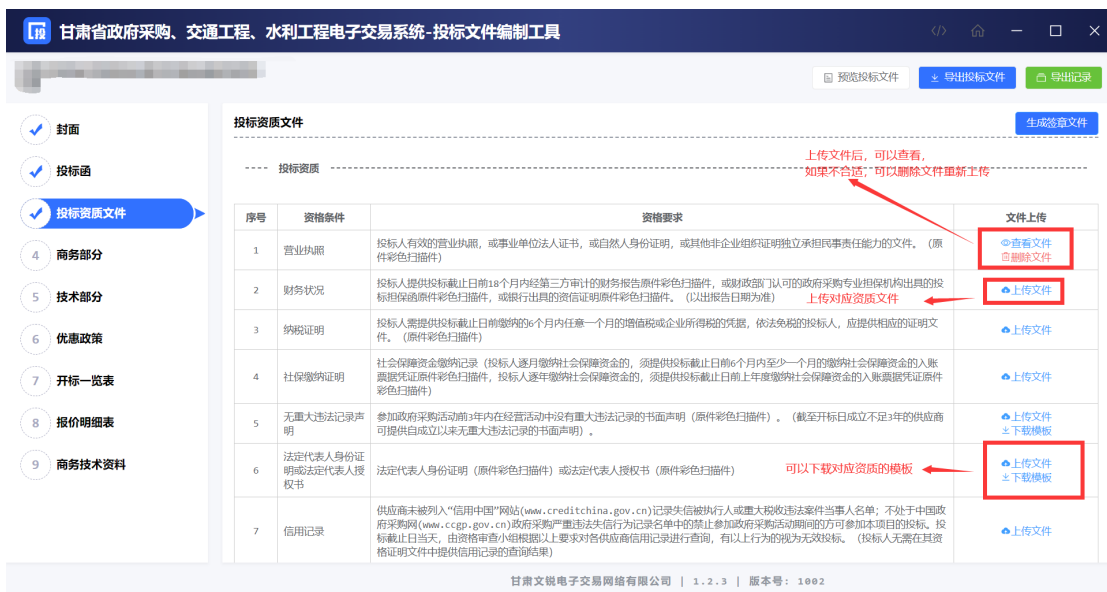 投 甘肃省政府采购、交通工程、水利工程电子交易系统-投标文件编制工具
预览投标文件 导出投标文件 导出记录
封面
投标函
投标资质文件
4 商务部分
5 技术部分
6 优惠政策
7 开标一览表
8 报价明细表
9 商务技术资料
投标资质文件 生成签章文件
投标资质
上传文件后，可以查看，
如果不合适，可以删除文件重新上传
序号 资格条件 资格要求 文件上传
1 营业执照 投标人有效的营业执照，或事业单位法人证书，或自然人身份证明，或其他非企业组织证明独立承担民事责任能力的文件。（原
件彩色扫描件）
查看文件
删除文件
2 财务状况 投标人提供投标截止日前18个月内经第三方审计的财务报告原件彩色扫描件，或财政部门认可的政府采购专业担保机构出具的投
标担保函原件彩色扫描件，或银行出具的资信证明原件彩色扫描件。（以出报告日期为准）
上传对应资质文件
上传文件
3 纳税证明 投标人需提供投标截止日前缴纳的6个月内任意一个月的增值税或企业所得税的凭据，依法免税的投标人，应提供相应的证明文
件。（原件彩色扫描件）
上传文件
4 社保缴纳证明 社会保障资金缴纳记录（投标人逐月缴纳社会保障资金的，须提供投标截止日前6个月内至少一个月的缴纳社会保障资金的入账
票据凭证原件彩色扫描件，投标人逐年缴纳社会保障资金的，须提供投标截止日前上年度缴纳社会保障资金的入账票据凭证原件
彩色扫描件）
上传文件
5 无重大违法记录声
明
参加政府采购活动前3年内在经营活动中没有重大违法记录的书面声明（原件彩色扫描件）。（截至开标日成立不足3年的供应商
可提供自成立以来无重大违法记录的书面声明）。
上传文件
下载模板
6 法定代表人身份证
明或法定代表人授
权书
法定代表人身份证明（原件彩色扫描件）或法定代表人授权书（原件彩色扫描件）
可以下载对应资质的模板
上传文件
下载模板
7 信用记录 供应商未被列入“信用中国”网站(www.creditchina.gov.cn)记录失信被执行人或重大税收违法案件当事人名单；不处于中国政
府采购网(www.ccgp.gov.cn)政府采购严重违法失信行为记录名单中的禁止参加政府采购活动期间的方可参加本项目的投标。投
标截止日当天，由资格审查小组根据以上要求对各供应商信用记录进行查询，有以上行为的视为无效投标。（投标人无需在其资
格证明文件中提供信用记录的查询结果）
上传文件
甘肃文锐电子交易网络有限公司 | 1.2.3 | 版本号: 1002